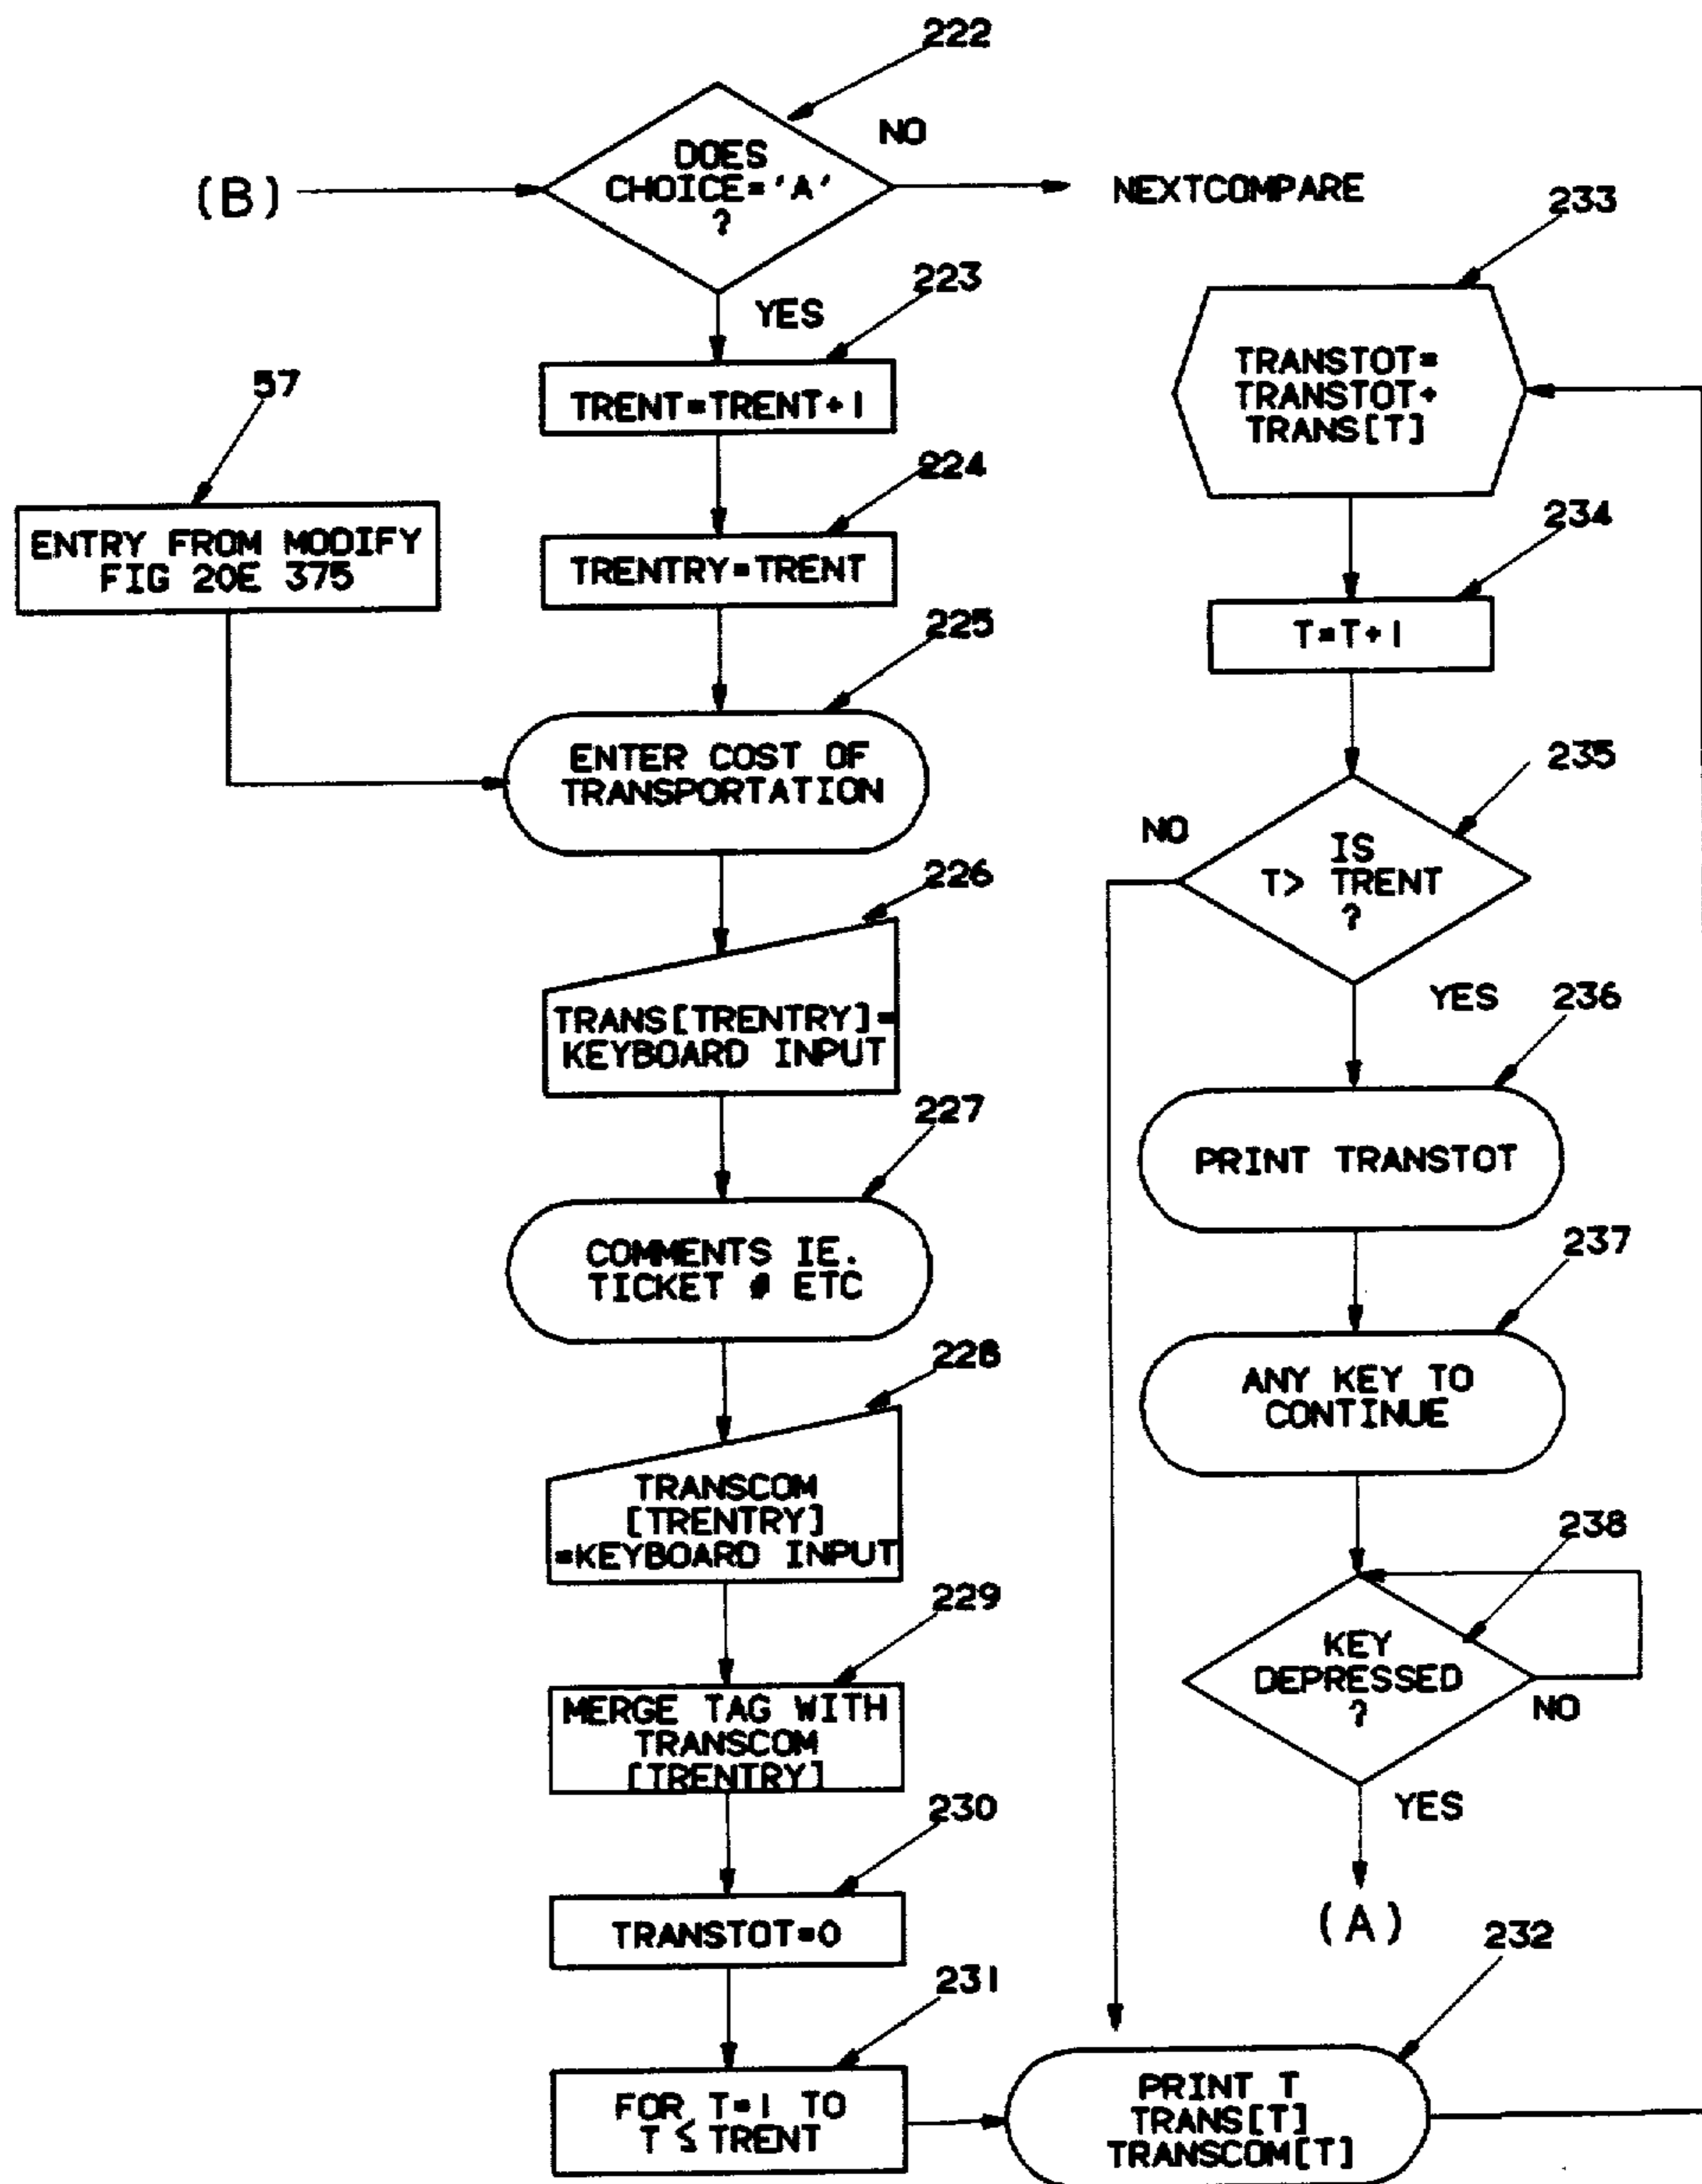 222
(B)
DOES
CHOICE='A'
?
NO
NEXTCOMPARE
YES
223
TRENT=TRENT+1
57
ENTRY FROM MODIFY
FIG 20E 375
224
TRENTRY=TRENT
225
ENTER COST OF
TRANSPORTATION
226
TRANS[TRENTRY]=
KEYBOARD INPUT
227
COMMENTS IE.
TICKET # ETC
228
TRANSCOM
[TRENTRY]
=KEYBOARD INPUT
229
MERGE TAG WITH
TRANSCOM
[TRENTRY]
230
TRANSTOT=0
231
FOR T=1 TO
T ≤ TRENT
232
PRINT T
TRANS[T]
TRANSCOM[T]
233
TRANSTOT=
TRANSTOT+
TRANS[T]
234
T=T+1
235
NO
IS
T> TRENT
?
YES
236
PRINT TRANSTOT
237
ANY KEY TO
CONTINUE
238
KEY
DEPRESSED
?
NO
YES
(A)